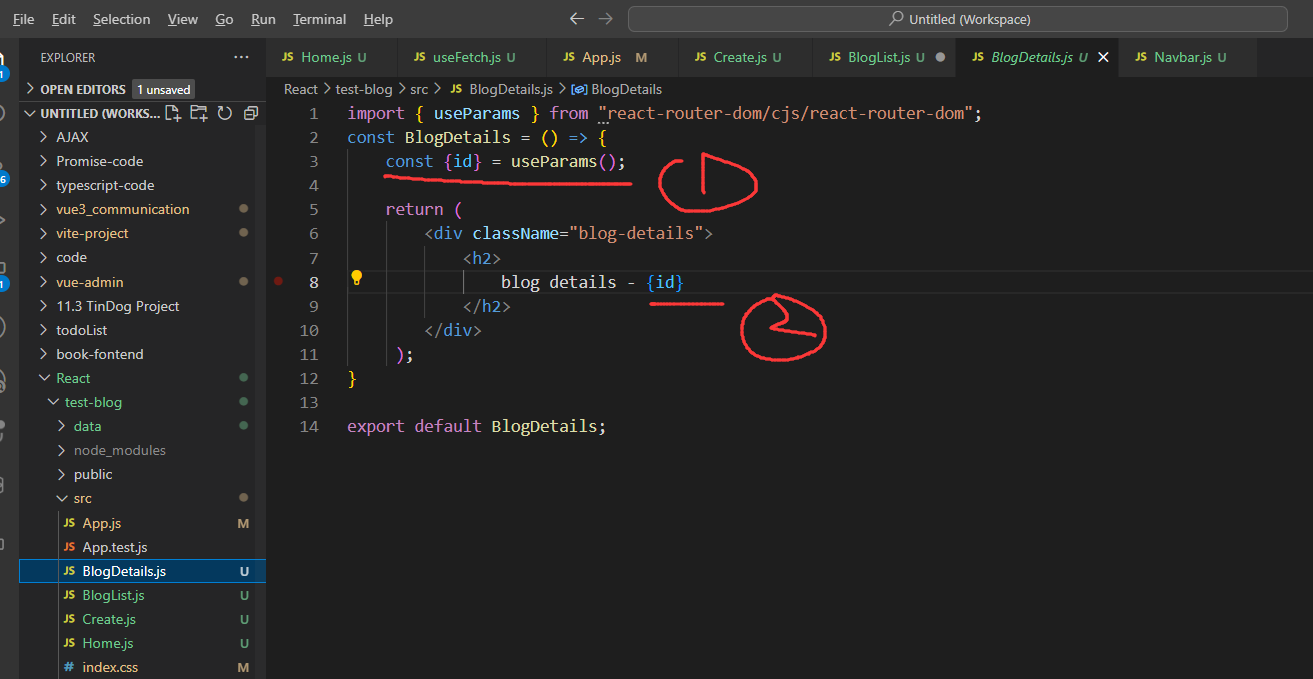 File Edit Selection View Go Run Terminal Help
Untitled (Workspace)
EXPLORER
JS Home.js U JS useFetch.js U JS App.js M JS Create.js U JS BlogList.js U JS BlogDetails.js U JS Navbar.js U
OPEN EDITORS 1 unsaved
React > test-blog > src > JS BlogDetails.js > BlogDetails
UNTITLED (WORKS...
AJAX
Promise-code
typescript-code
vue3_communication
vite-project
code
vue-admin
11.3 TinDog Project
todoList
book-fontend
React
test-blog
data
node_modules
public
src
JS App.js M
JS App.test.js
JS BlogDetails.js U
JS BlogList.js U
JS Create.js U
JS Home.js U
# index.css M
1 import { useParams } from "react-router-dom/cjs/react-router-dom";
2 const BlogDetails = () => {
3 const {id} = useParams();
4
5 return (
6 <div className="blog-details">
7 <h2>
8 blog details - {id}
9 </h2>
10 </div>
11 );
12 }
13
14 export default BlogDetails;
1
2
1
6
1